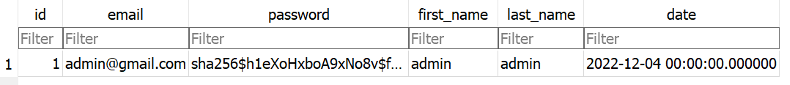 id email password first_name last_name date
Filter Filter Filter Filter Filter Filter
1 1 admin@gmail.com sha256$h1eXoHxboA9xNo8v$f... admin admin 2022-12-04 00:00:00.000000